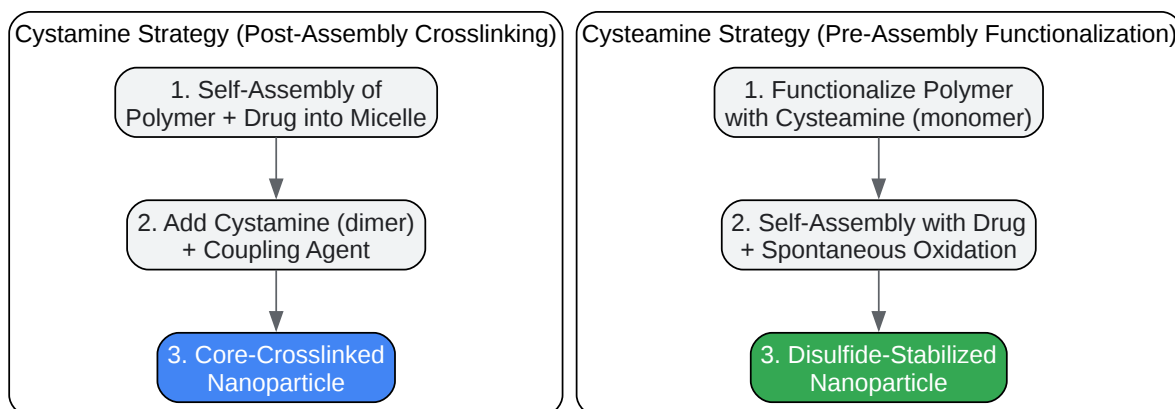 Cystamine Strategy (Post-Assembly Crosslinking)
1. Self-Assembly of
Polymer + Drug into Micelle
2. Add Cystamine (dimer)
+ Coupling Agent
3. Core-Crosslinked
Nanoparticle
Cysteamine Strategy (Pre-Assembly Functionalization)
1. Functionalize Polymer
with Cysteamine (monomer)
2. Self-Assembly with Drug
+ Spontaneous Oxidation
3. Disulfide-Stabilized
Nanoparticle